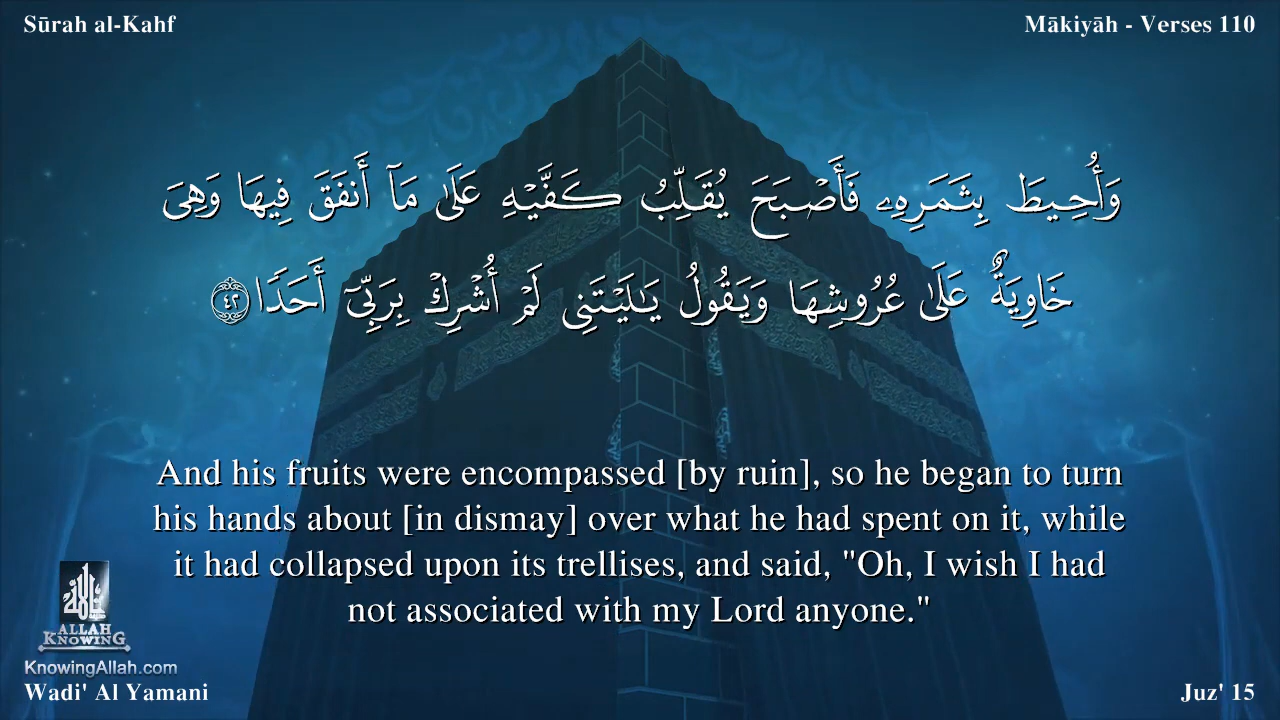 Sūrah al-Kahf
Mākiyāh - Verses 110
وَأُحِيطَ بِثَمَرِهِۦ فَأَصْبَحَ يُقَلِّبُ كَفَّيْهِ عَلَىٰ مَآ أَنفَقَ فِيهَا وَهِىَ
خَاوِيَةٌ عَلَىٰ عُرُوشِهَا وَيَقُولُ يَـٰلَيْتَنِى لَمْ أُشْرِكْ بِرَبِّىٓ أَحَدًا ٤٢
And his fruits were encompassed [by ruin], so he began to turn
his hands about [in dismay] over what he had spent on it, while
it had collapsed upon its trellises, and said, "Oh, I wish I had
not associated with my Lord anyone."
ALLAH
KNOWING
KnowingAllah.com
Wadi' Al Yamani
Juz' 15